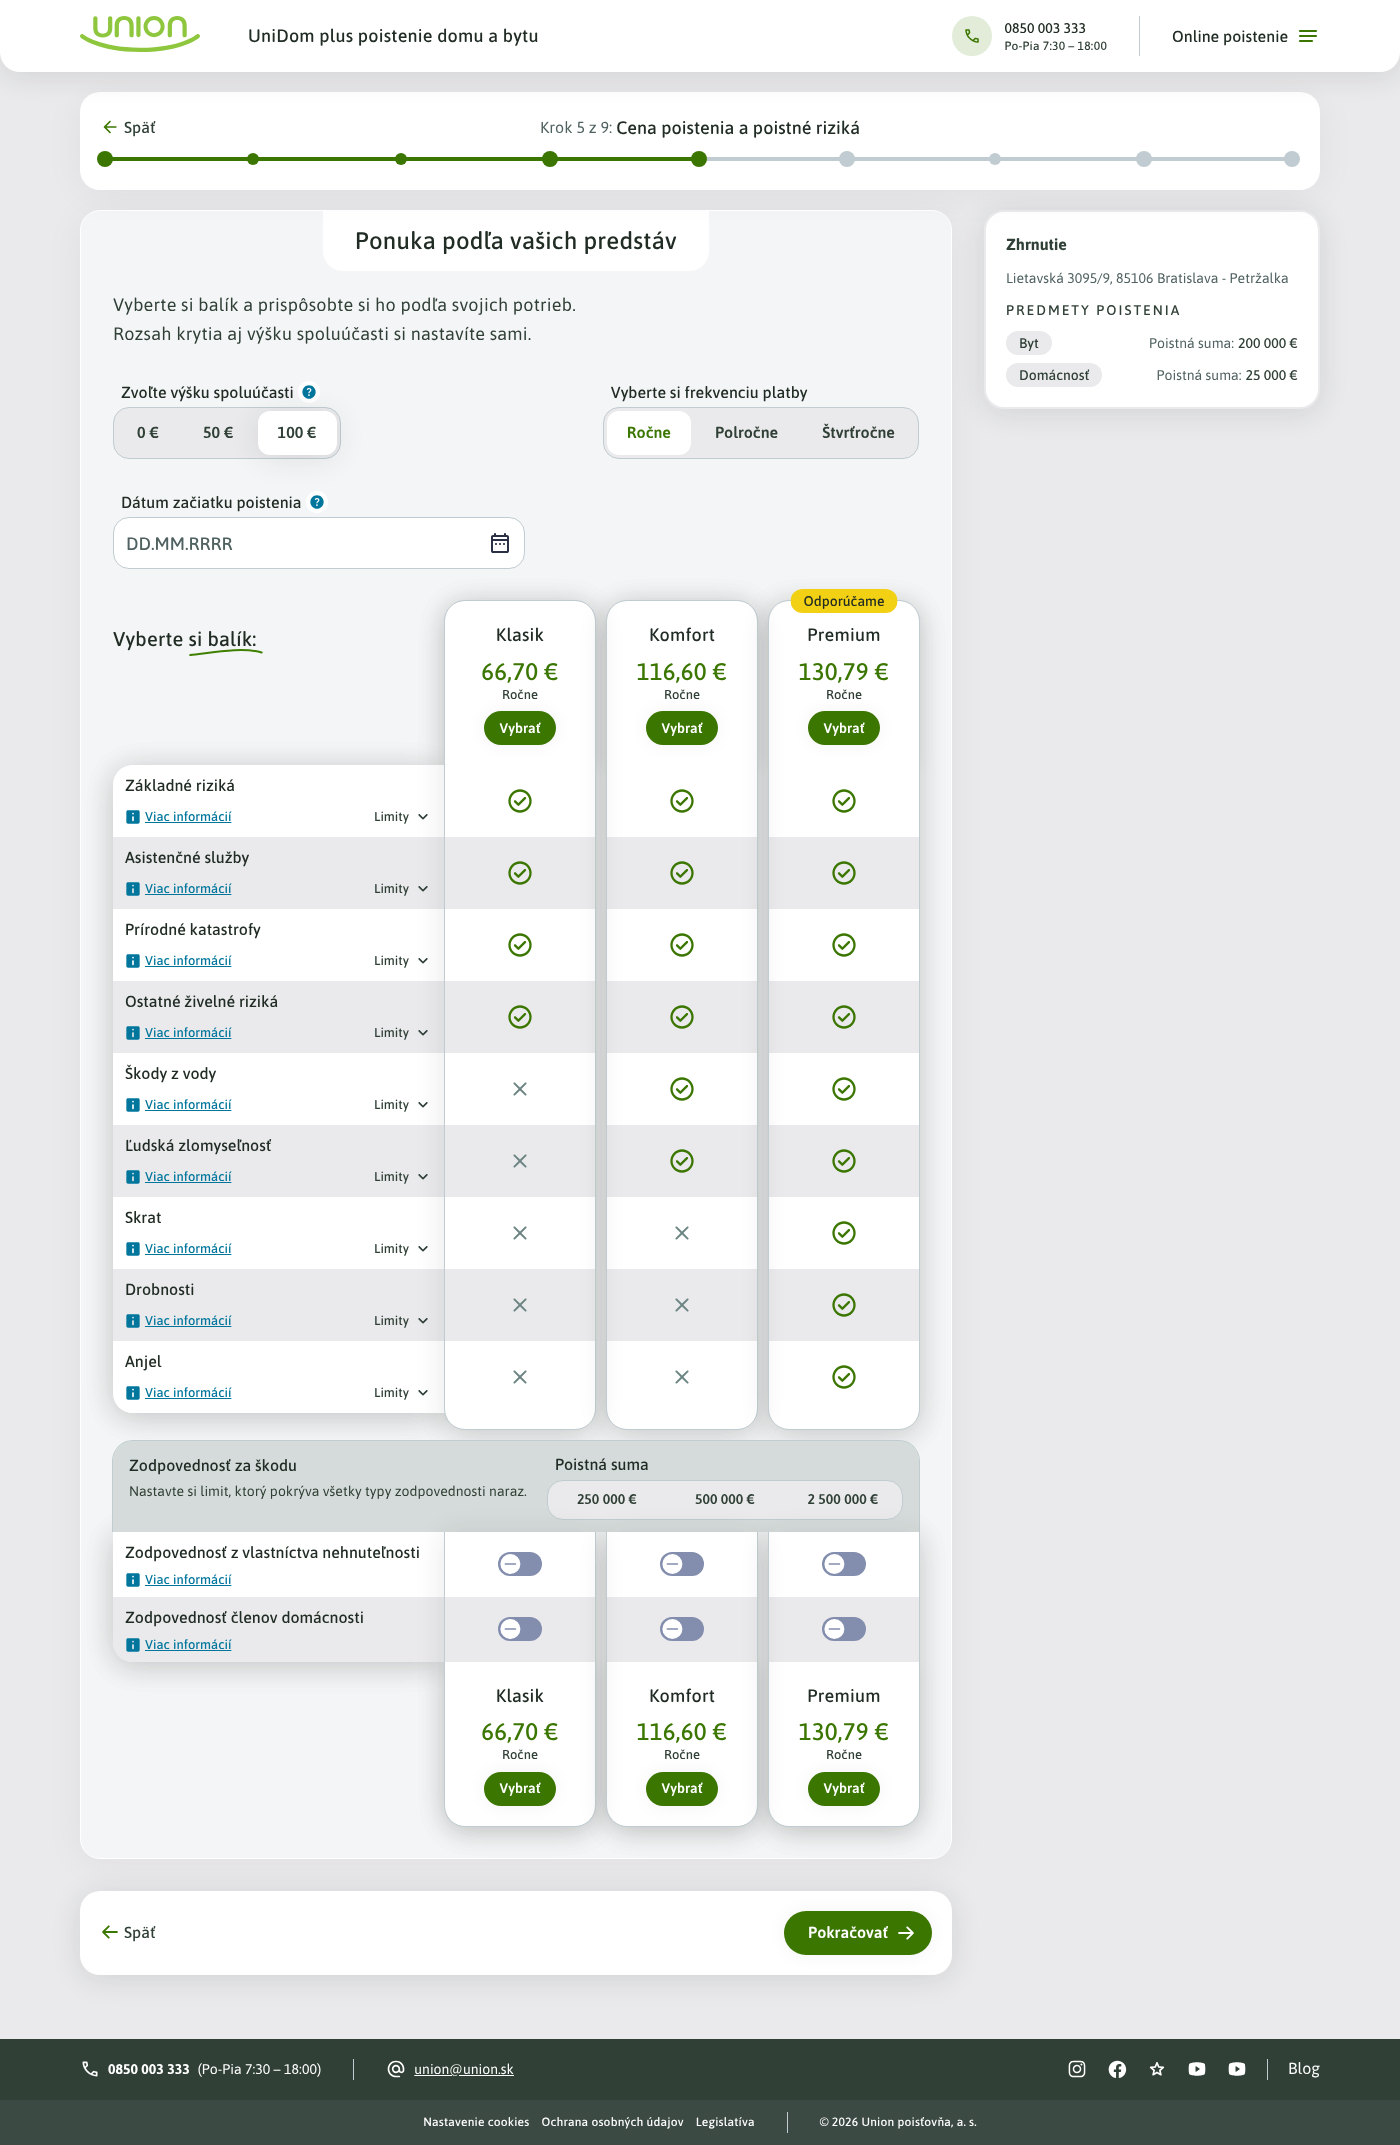 union
UniDom plus poistenie domu a bytu
0850 003 333
Po-Pia 7:30 – 18:00
Online poistenie
Späť
Krok 5 z 9: Cena poistenia a poistné riziká
Ponuka podľa vašich predstáv
Vyberte si balík a prispôsobte si ho podľa svojich potrieb.
Rozsah krytia aj výšku spoluúčasti si nastavíte sami.
Zvoľte výšku spoluúčasti
0 € 50 € 100 €
Vyberte si frekvenciu platby
Ročne Polročne Štvrťročne
Dátum začiatku poistenia
DD.MM.RRRR
Vyberte si balík:
Klasik
66,70 €
Ročne
Vybrať
Komfort
116,60 €
Ročne
Vybrať
Odporúčame
Premium
130,79 €
Ročne
Vybrať
Základné riziká
Viac informácií Limity
Asistenčné služby
Viac informácií Limity
Prírodné katastrofy
Viac informácií Limity
Ostatné živelné riziká
Viac informácií Limity
Škody z vody
Viac informácií Limity
Ľudská zlomyseľnosť
Viac informácií Limity
Skrat
Viac informácií Limity
Drobnosti
Viac informácií Limity
Anjel
Viac informácií Limity
Zodpovednosť za škodu
Nastavte si limit, ktorý pokrýva všetky typy zodpovednosti naraz.
Poistná suma
250 000 € 500 000 € 2 500 000 €
Zodpovednosť z vlastníctva nehnuteľnosti
Viac informácií
Zodpovednosť členov domácnosti
Viac informácií
Klasik
66,70 €
Ročne
Vybrať
Komfort
116,60 €
Ročne
Vybrať
Premium
130,79 €
Ročne
Vybrať
Späť
Pokračovať
Zhrnutie
Lietavská 3095/9, 85106 Bratislava - Petržalka
PREDMETY POISTENIA
Byt Poistná suma: 200 000 €
Domácnosť Poistná suma: 25 000 €
0850 003 333 (Po-Pia 7:30 – 18:00)
union@union.sk
Blog
Nastavenie cookies Ochrana osobných údajov Legislatíva
© 2026 Union poisťovňa, a. s.